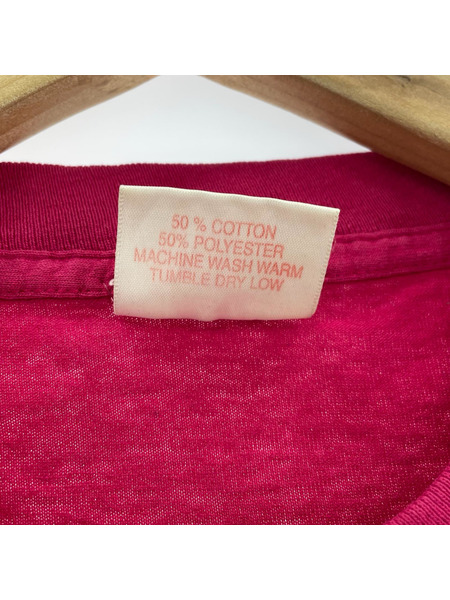 50 % COTTON
50% POLYESTER
MACHINE WASH WARM
TUMBLE DRY LOW